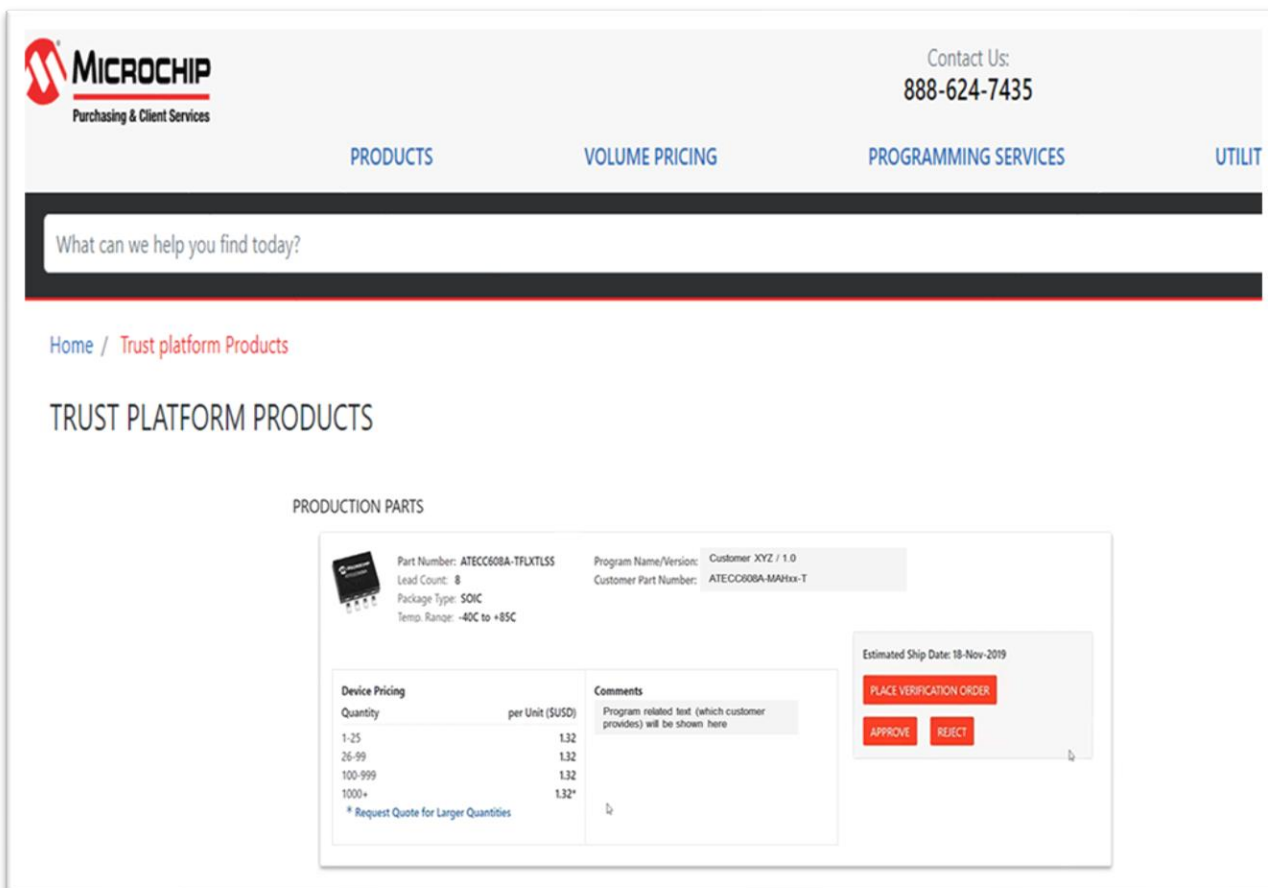 MICROCHIP
Purchasing & Client Services
Contact Us:
888-624-7435
PRODUCTS VOLUME PRICING PROGRAMMING SERVICES UTILIT
What can we help you find today?
Home / Trust platform Products
TRUST PLATFORM PRODUCTS
PRODUCTION PARTS
Part Number: ATECC608A-TFLXTLSS
Lead Count: 8
Package Type: SOIC
Temp. Range: -40C to +85C
Program Name/Version: Customer XYZ / 1.0
Customer Part Number: ATECC608A-MAHxx-T
Device Pricing
Quantity per Unit ($USD)
1-25 1.32
26-99 1.32
100-999 1.32
1000+ 1.32*
* Request Quote for Larger Quantities
Comments
Program related text (which customer
provides) will be shown here
Estimated Ship Date: 18-Nov-2019
PLACE VERIFICATION ORDER
APPROVE REJECT